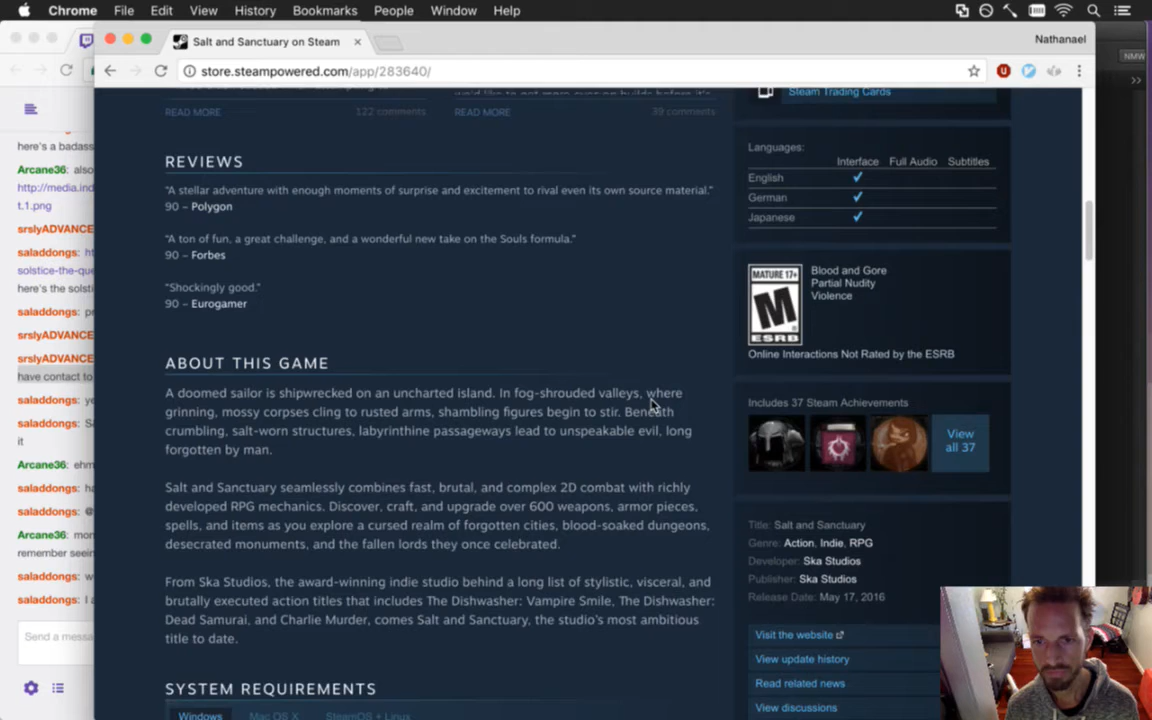 Chrome File Edit View History Bookmarks People Window Help
Salt and Sanctuary on Steam
Nathanael
store.steampowered.com/app/283640/
NMW
here's a badass
Arcane36: also
http://media.ind
t.1.png
srslyADVANCE
saladdongs: ht
solstice-the-que
here's the solsti
saladdongs: pr
srslyADVANCE
srslyADVANCE
have contact to
saladdongs: ye
saladdongs: Sa
it
Arcane36: ehm
saladdongs: ha
saladdongs: @
Arcane36: mon
remember seein
saladdongs: w
saladdongs: I a
Send a messa
READ MORE 122 comments
READ MORE 39 comments
REVIEWS
"A stellar adventure with enough moments of surprise and excitement to rival even its own source material."
90 – Polygon
"A ton of fun, a great challenge, and a wonderful new take on the Souls formula."
90 – Forbes
"Shockingly good."
90 – Eurogamer
ABOUT THIS GAME
A doomed sailor is shipwrecked on an uncharted island. In fog-shrouded valleys, where
grinning, mossy corpses cling to rusted arms, shambling figures begin to stir. Beneath
crumbling, salt-worn structures, labyrinthine passageways lead to unspeakable evil, long
forgotten by man.
Salt and Sanctuary seamlessly combines fast, brutal, and complex 2D combat with richly
developed RPG mechanics. Discover, craft, and upgrade over 600 weapons, armor pieces,
spells, and items as you explore a cursed realm of forgotten cities, blood-soaked dungeons,
desecrated monuments, and the fallen lords they once celebrated.
From Ska Studios, the award-winning indie studio behind a long list of stylistic, visceral, and
brutally executed action titles that includes The Dishwasher: Vampire Smile, The Dishwasher:
Dead Samurai, and Charlie Murder, comes Salt and Sanctuary, the studio's most ambitious
title to date.
SYSTEM REQUIREMENTS
Windows Mac OS X SteamOS + Linux
Steam Trading Cards
Languages:
Interface Full Audio Subtitles
English
German
Japanese
MATURE 17+
M
ESRB
Blood and Gore
Partial Nudity
Violence
Online Interactions Not Rated by the ESRB
Includes 37 Steam Achievements
View
all 37
Title: Salt and Sanctuary
Genre: Action, Indie, RPG
Developer: Ska Studios
Publisher: Ska Studios
Release Date: May 17, 2016
Visit the website
View update history
Read related news
View discussions